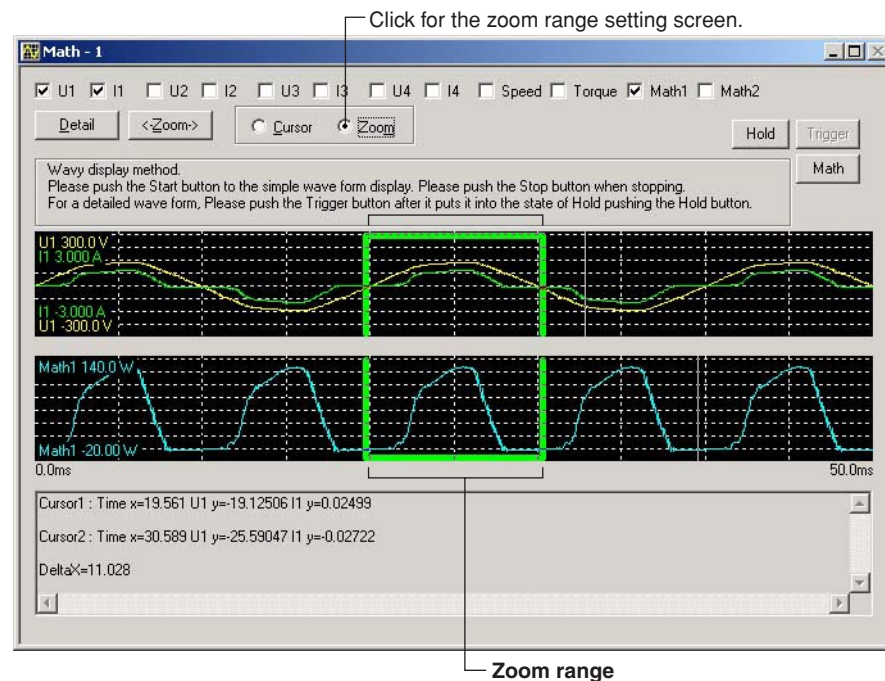 Click for the zoom range setting screen.
Math - 1
U1 I1 U2 I2 U3 I3 U4 I4 Speed Torque Math1 Math2
Detail <-Zoom-> Cursor Zoom Hold Trigger
Math
Wavy display method.
Please push the Start button to the simple wave form display. Please push the Stop button when stopping.
For a detailed wave form, Please push the Trigger button after it puts it into the state of Hold pushing the Hold button.
U1 300.0 V
I1 3.000 A
I1 -3.000 A
U1 -300.0 V
Math1 140.0 W
Math1 -20.00 W
0.0ms 50.0ms
Cursor1 : Time x=19.561 U1 y=-19.12506 I1 y=0.02499
Cursor2 : Time x=30.589 U1 y=-25.59047 I1 y=-0.02722
DeltaX=11.028
Zoom range